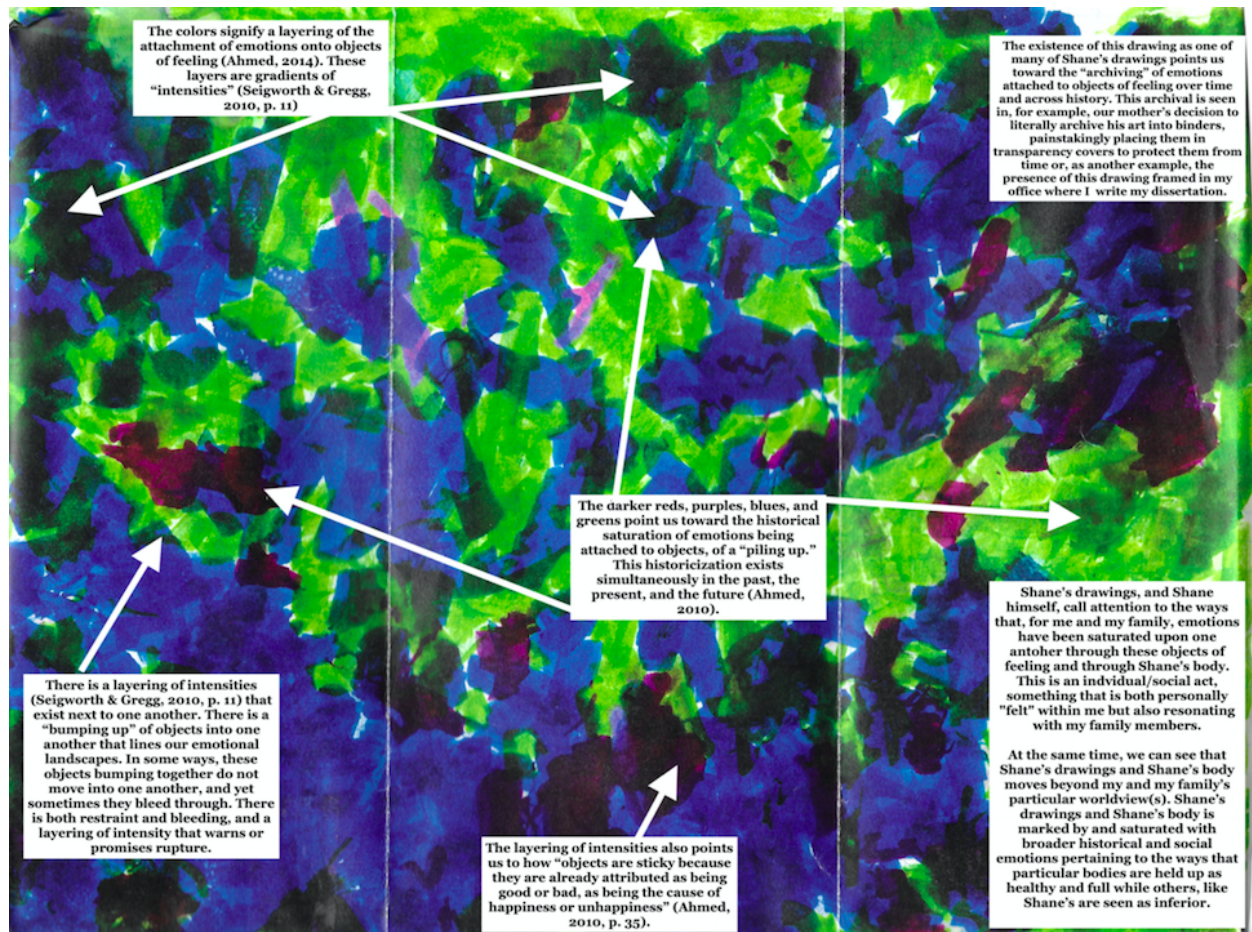 The colors signify a layering of the
attachment of emotions onto objects
of feeling (Ahmed, 2014). These
layers are gradients of
“intensities” (Seigworth & Gregg,
2010, p. 11)
The existence of this drawing as one of
many of Shane’s drawings points us
toward the “archiving” of emotions
attached to objects of feeling over time
and across history. This archival is seen
in, for example, our mother’s decision to
literally archive his art into binders,
painstakingly placing them in
transparency covers to protect them from
time or, as another example, the
presence of this drawing framed in my
office where I write my dissertation.
The darker reds, purples, blues, and
greens point us toward the historical
saturation of emotions being
attached to objects, of a “piling up.”
This historicization exists
simultaneously in the past, the
present, and the future (Ahmed,
2010).
There is a layering of intensities
(Seigworth & Gregg, 2010, p. 11) that
exist next to one another. There is a
“bumping up” of objects into one
another that lines our emotional
landscapes. In some ways, these
objects bumping together do not
move into one another, and yet
sometimes they bleed through. There
is both restraint and bleeding, and a
layering of intensity that warns or
promises rupture.
The layering of intensities also points
us to how “objects are sticky because
they are already attributed as being
good or bad, as being the cause of
happiness or unhappiness” (Ahmed,
2010, p. 35).
Shane’s drawings, and Shane
himself, call attention to the ways
that, for me and my family, emotions
have been saturated upon one
antoher through these objects of
feeling and through Shane’s body.
This is an indvidual/social act,
something that is both personally
"felt" within me but also resonating
with my family members.
At the same time, we can see that
Shane’s drawings and Shane’s body
moves beyond my and my family’s
particular worldview(s). Shane’s
drawings and Shane’s body is
marked by and saturated with
broader historical and social
emotions pertaining to the ways that
particular bodies are held up as
healthy and full while others, like
Shane’s are seen as inferior.